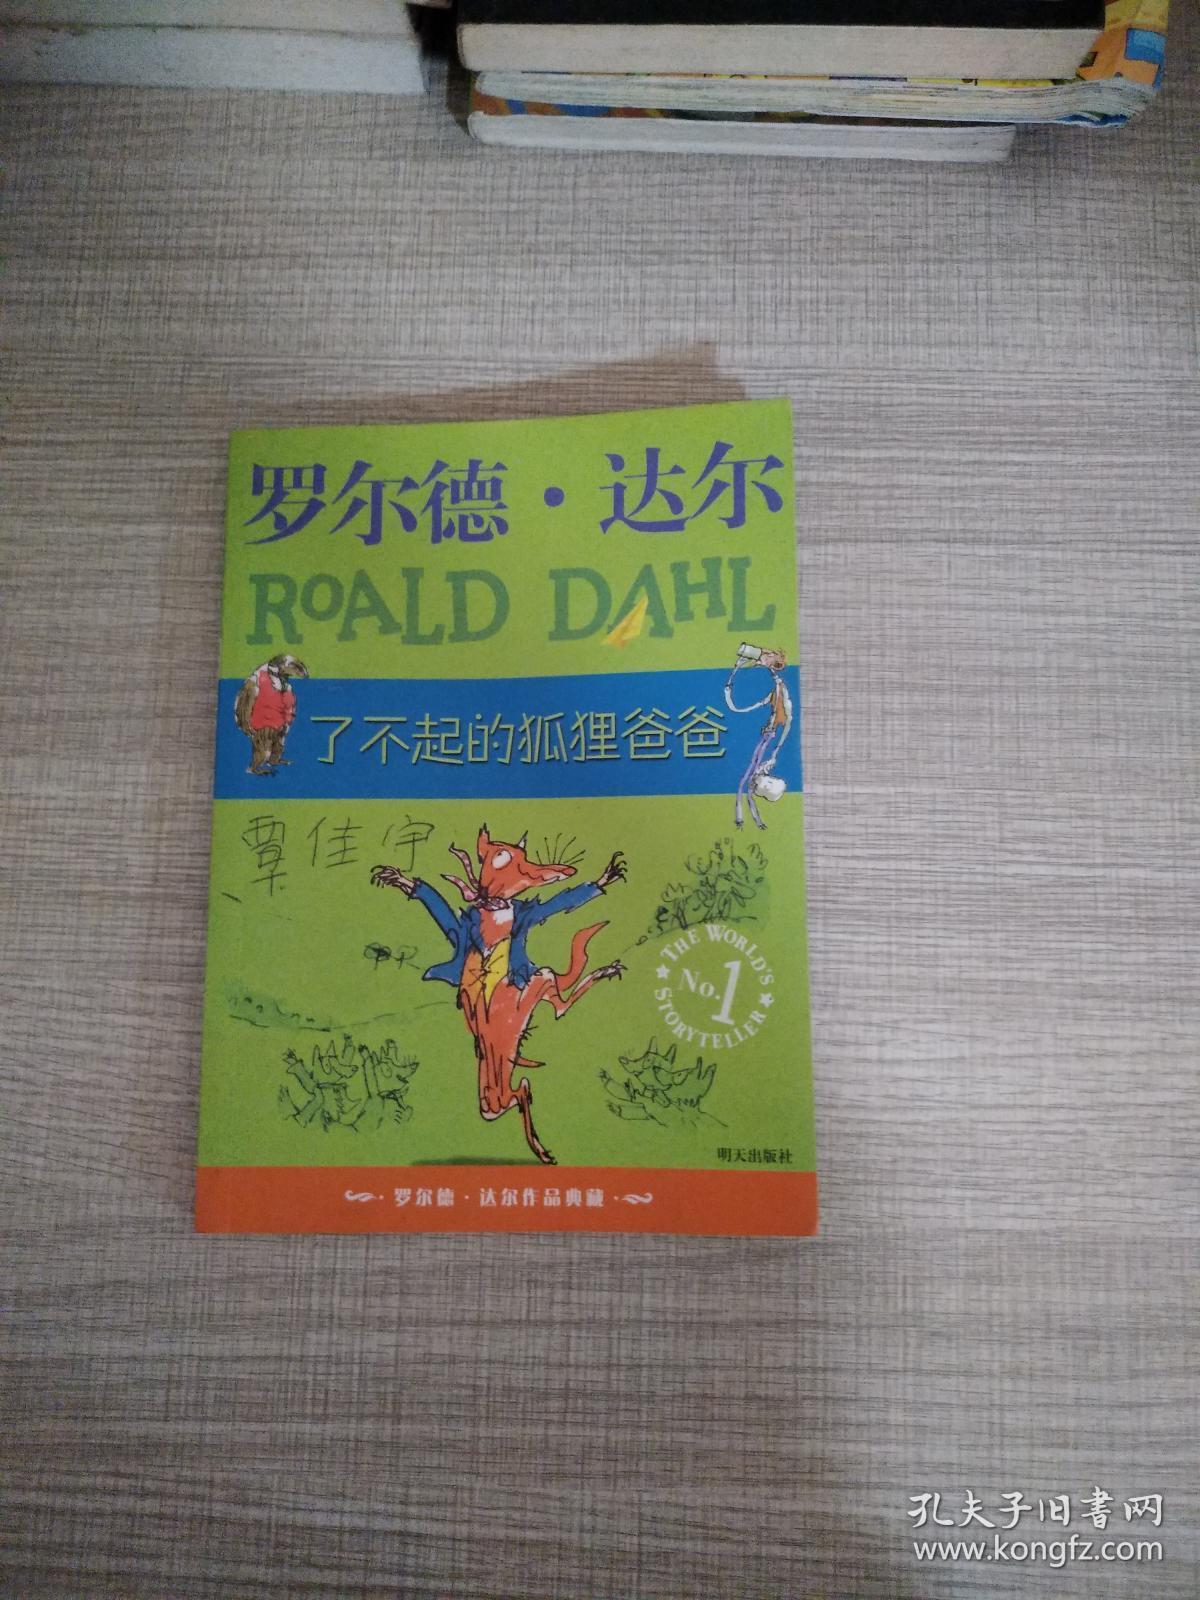 罗尔德·达尔
ROALD DAHL
了不起的狐狸爸爸
覃佳宇
THE WORLD'S
No.1
STORYTELLER
明天出版社
·罗尔德·达尔作品典藏·
孔夫子旧书网
www.kongfz.com